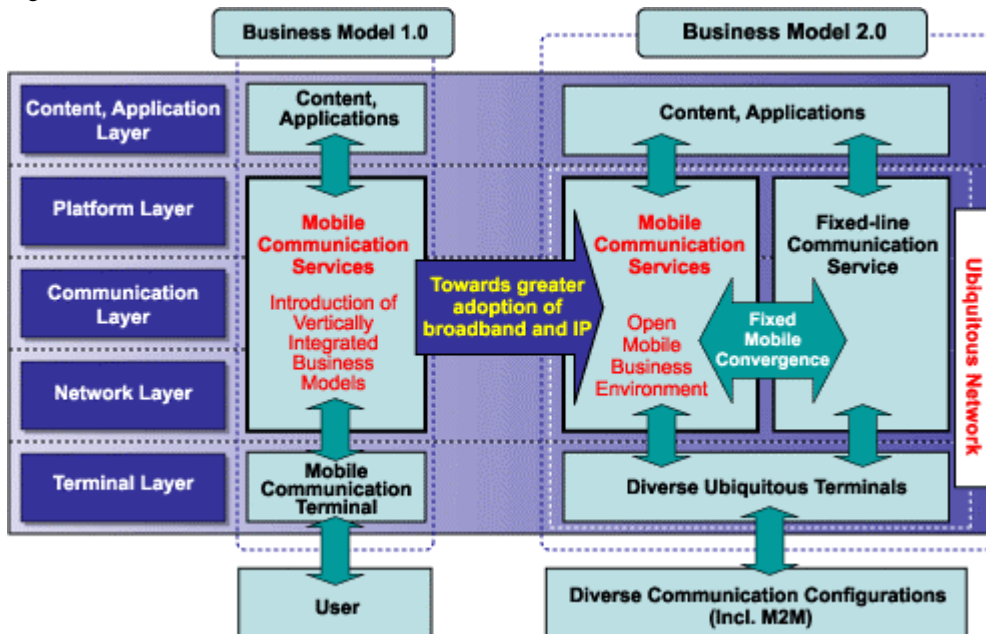 Business Model 1.0
Business Model 2.0
Content, Application
Layer
Content,
Applications
Content, Applications
Platform Layer
Communication
Layer
Network Layer
Terminal Layer
Mobile
Communication
Services
Introduction of
Vertically
Integrated
Business
Models
Towards greater
adoption of
broadband and IP
Mobile
Communication
Services
Open
Mobile
Business
Environment
Fixed-line
Communication
Service
Fixed
Mobile
Convergence
Ubiquitous Network
Mobile
Communication
Terminal
Diverse Ubiquitous Terminals
User
Diverse Communication Configurations
(Incl. M2M)